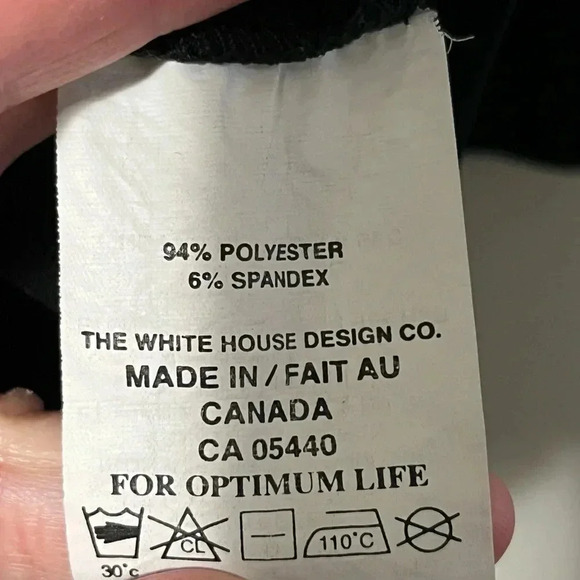 94% POLYESTER
6% SPANDEX
THE WHITE HOUSE DESIGN CO.
MADE IN / FAIT AU
CANADA
CA 05440
FOR OPTIMUM LIFE
CL 110°C
30°c